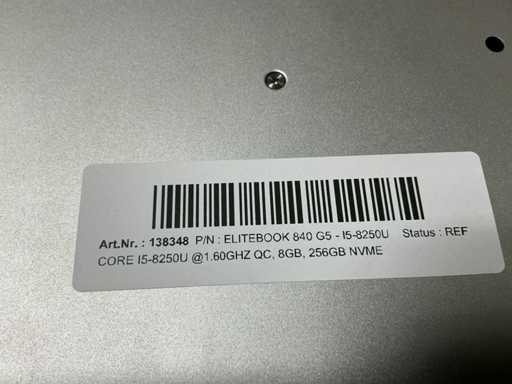 Art.Nr. : 138348 P/N : ELITEBOOK 840 G5 - I5-8250U Status : REF
CORE I5-8250U @1.60GHZ QC, 8GB, 256GB NVME